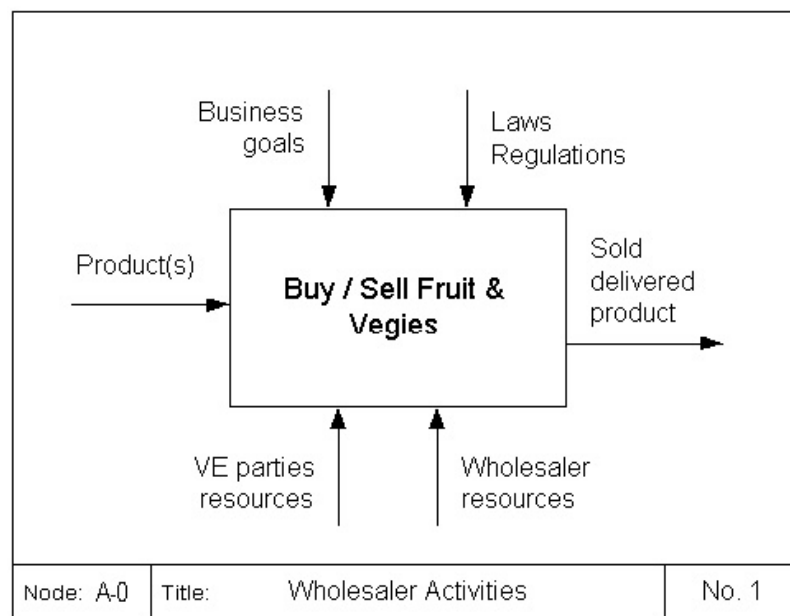 Business
goals
Laws
Regulations
Product(s)
Buy / Sell Fruit &
Vegies
Sold
delivered
product
VE parties
resources
Wholesaler
resources
Node: A-0
Title: Wholesaler Activities
No. 1